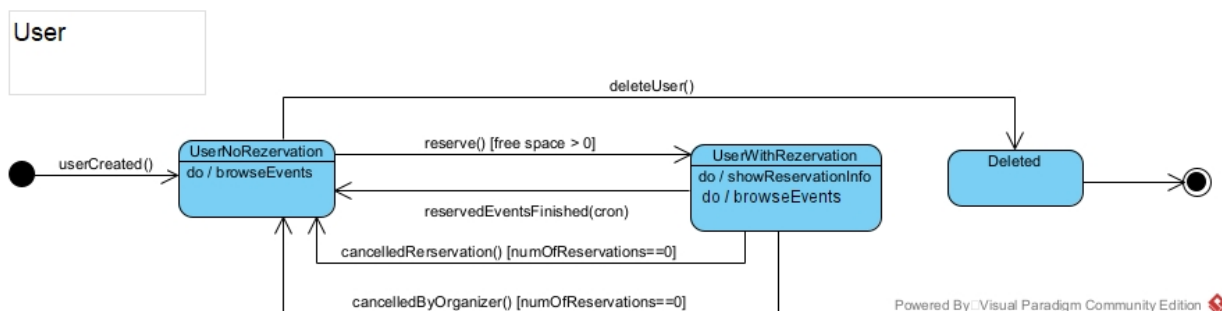 User
deleteUser()
userCreated()
UserNoRezervation
do / browseEvents
reserve() [free space > 0]
UserWithRezervation
do / showReservationInfo
do / browseEvents
Deleted
reservedEventsFinished(cron)
cancelledRerservation() [numOfReservations==0]
cancelledByOrganizer() [numOfReservations==0]
Powered By Visual Paradigm Community Edition